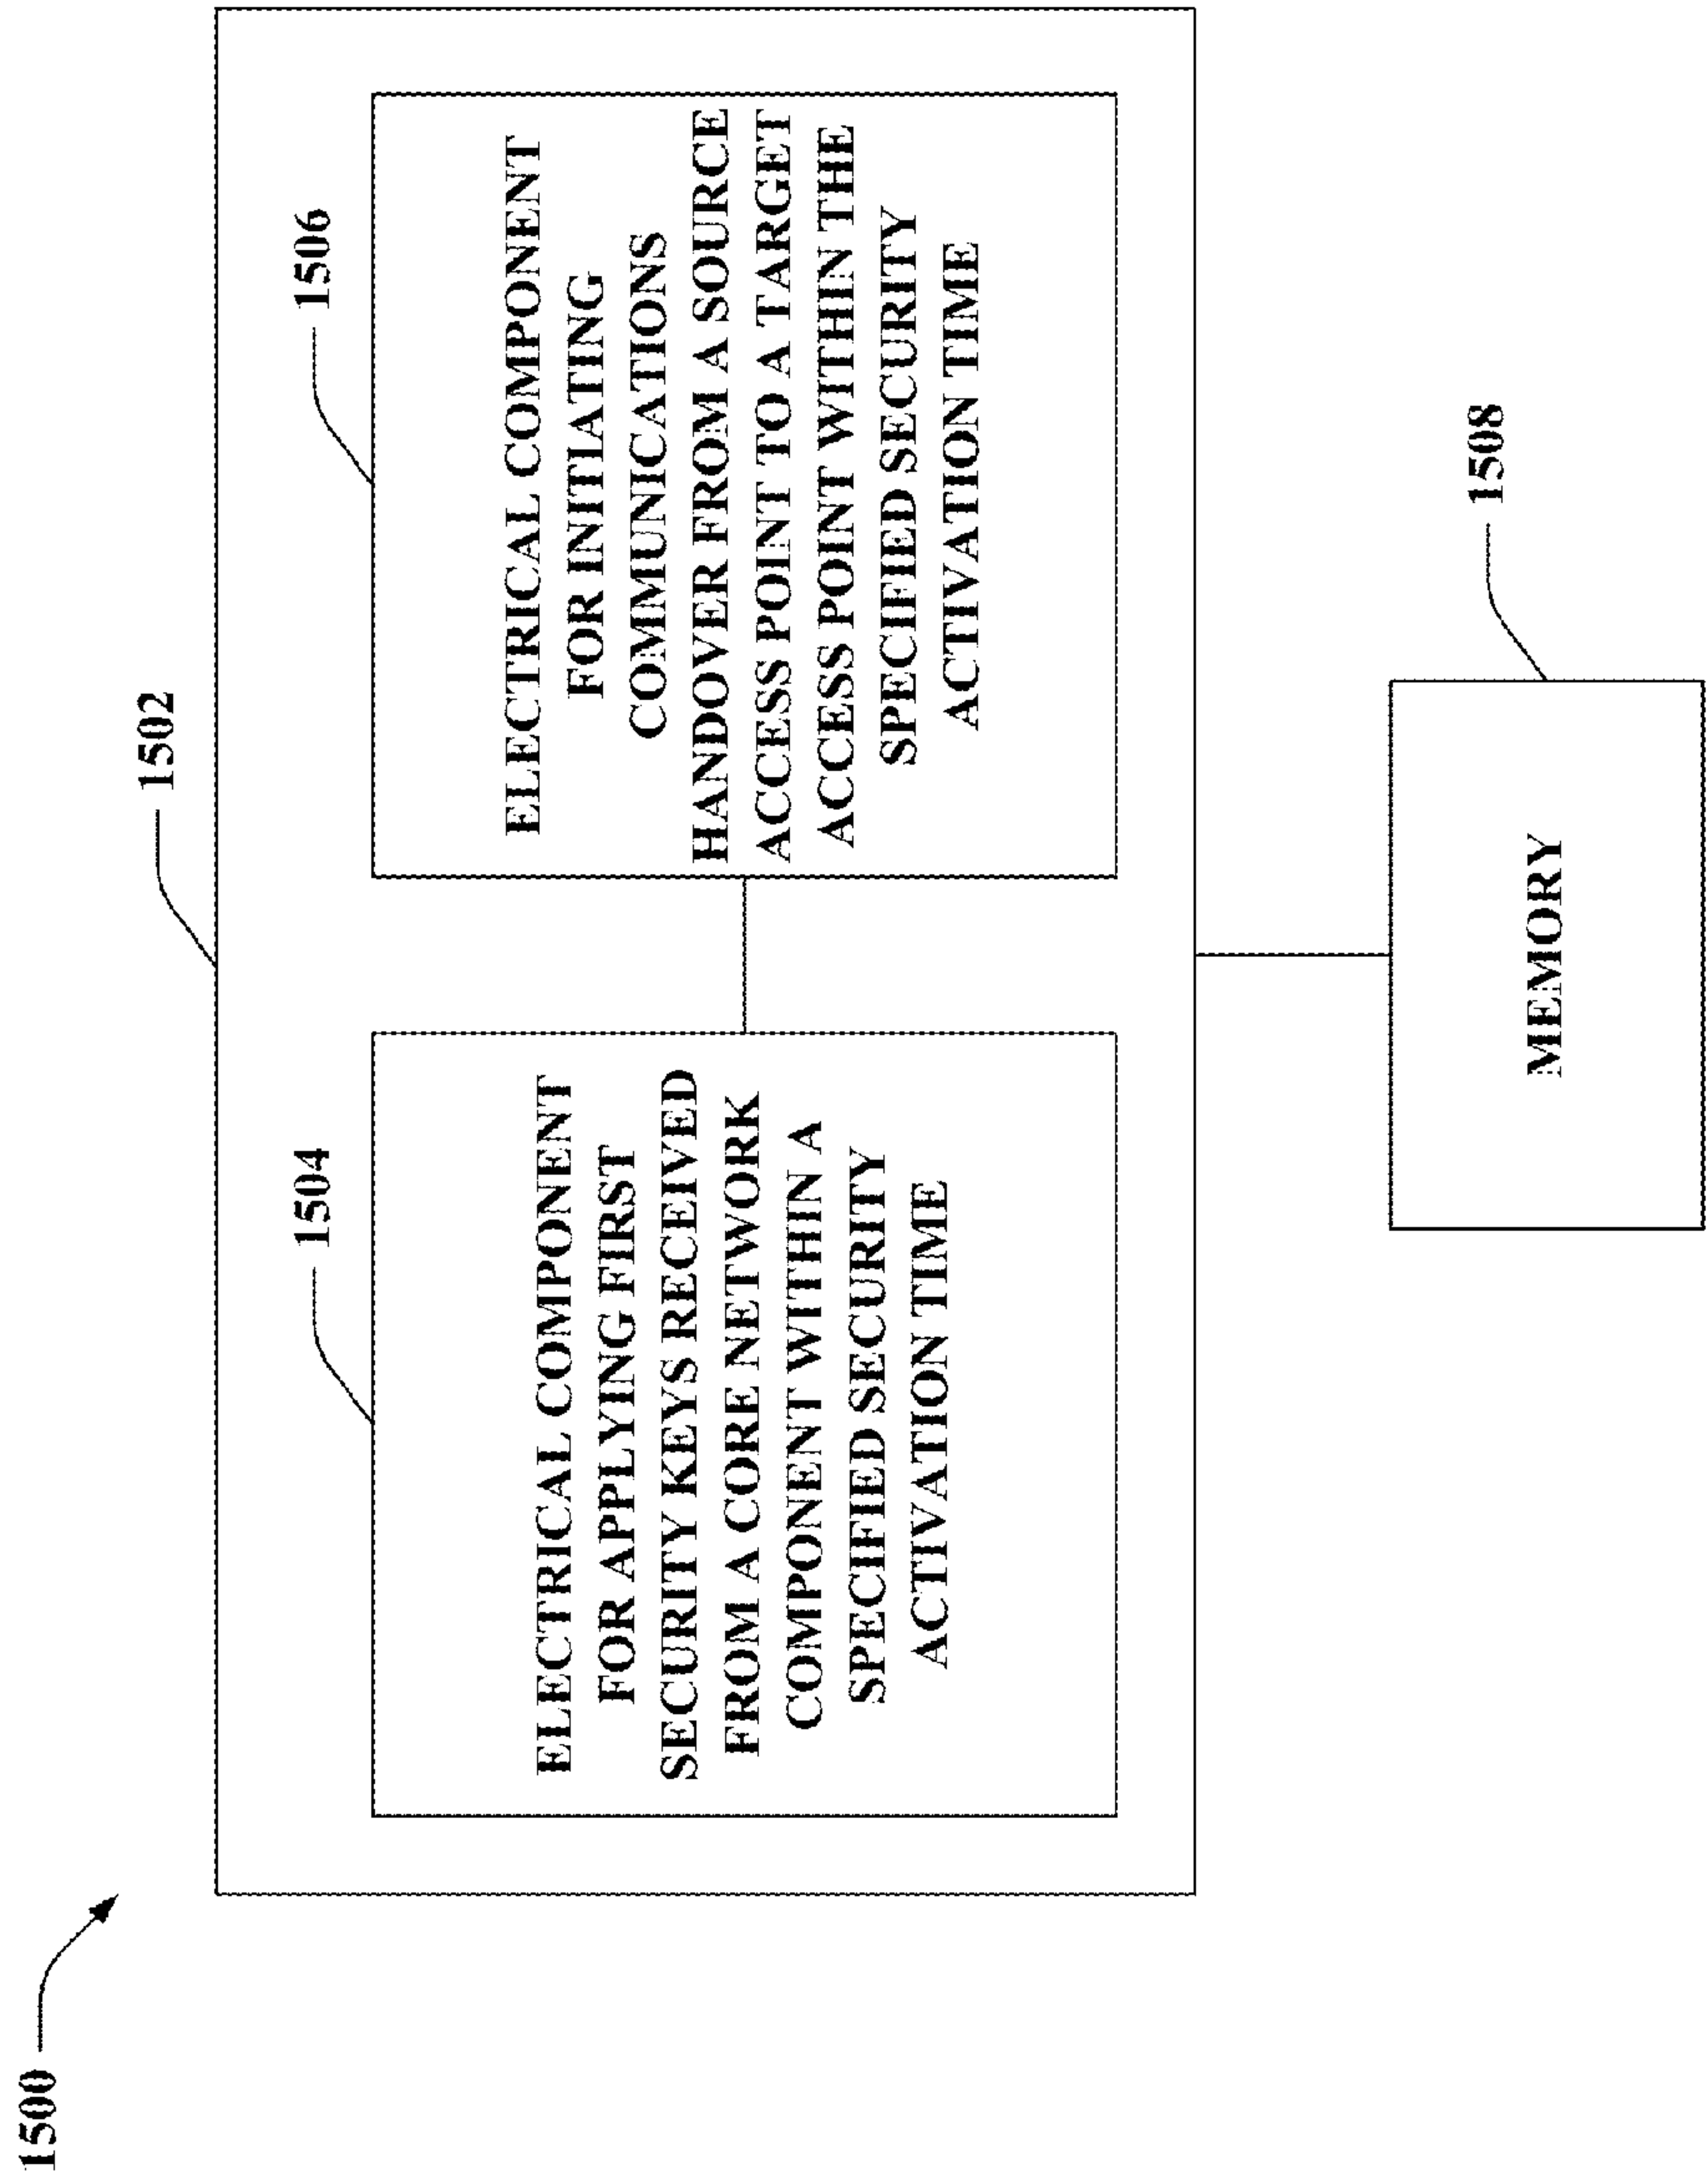 1500
1502
1504
ELECTRICAL COMPONENT
FOR APPLYING FIRST
SECURITY KEYS RECEIVED
FROM A CORE NETWORK
COMPONENT WITHIN A
SPECIFIED SECURITY
ACTIVATION TIME
1506
ELECTRICAL COMPONENT
FOR INITIATING
COMMUNICATIONS
HANDOVER FROM A SOURCE
ACCESS POINT TO A TARGET
ACCESS POINT WITHIN THE
SPECIFIED SECURITY
ACTIVATION TIME
1508
MEMORY